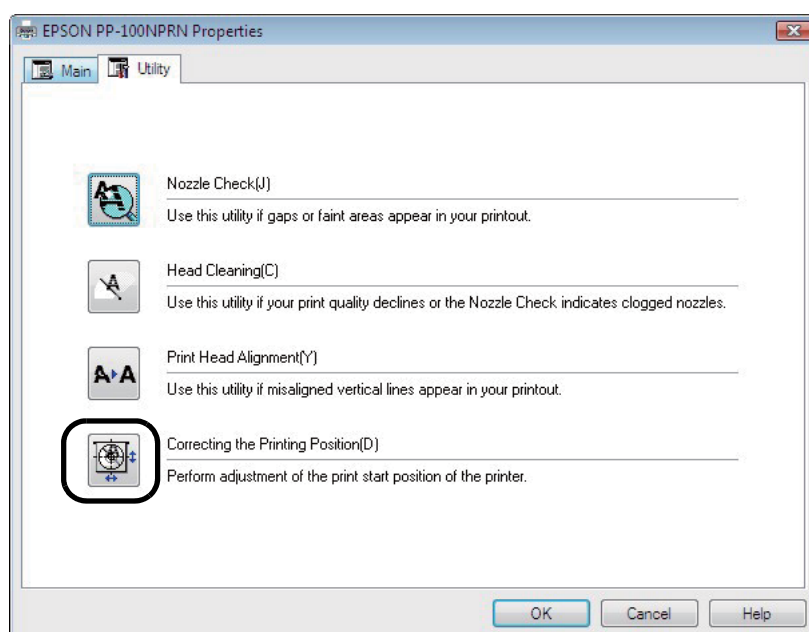 EPSON PP-100NPRN Properties
Main Utility
Nozzle Check(J)
Use this utility if gaps or faint areas appear in your printout.
Head Cleaning(C)
Use this utility if your print quality declines or the Nozzle Check indicates clogged nozzles.
Print Head Alignment(Y)
Use this utility if misaligned vertical lines appear in your printout.
Correcting the Printing Position(D)
Perform adjustment of the print start position of the printer.
OK Cancel Help